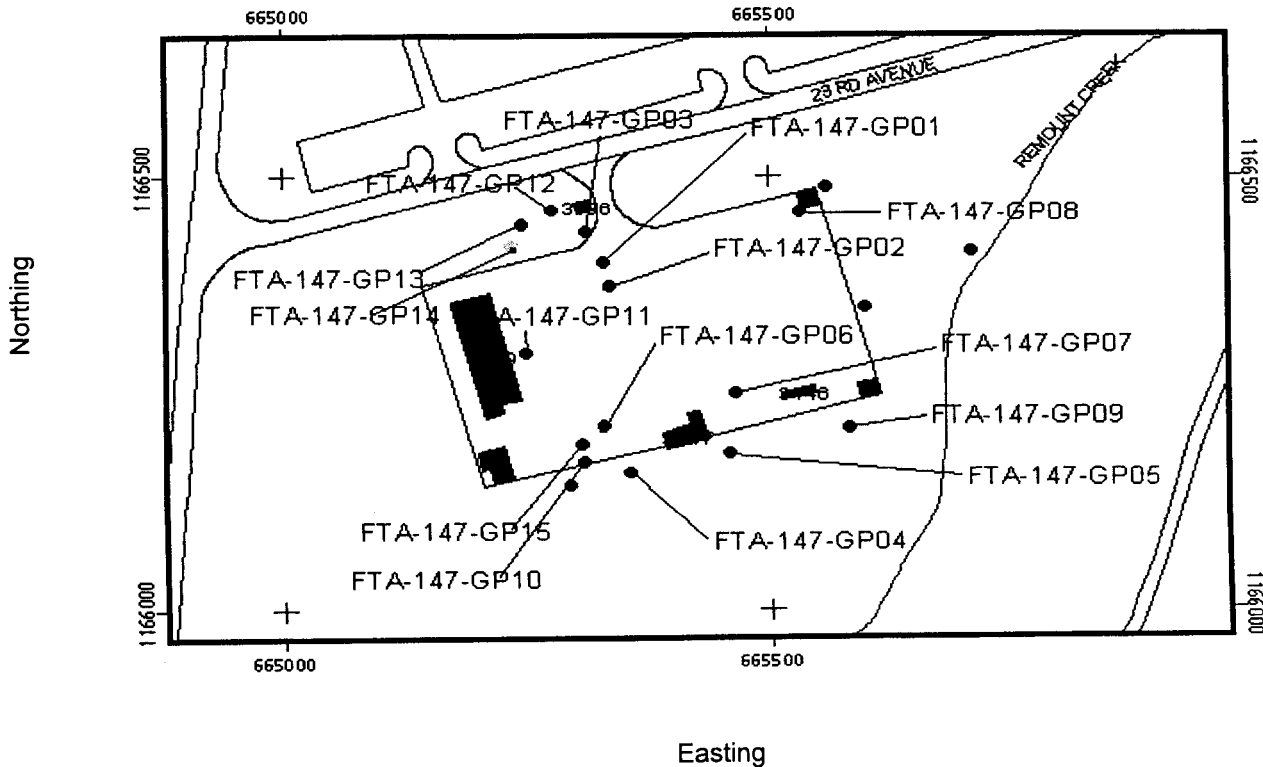 665000
665500
23 RD AVENUE
REMOUNT CREEK
FTA-147-GP03
FTA-147-GP01
1166500
1166500
FTA-147-GP12
FTA-147-GP08
FTA-147-GP02
FTA-147-GP13
FTA-147-GP14
A-147-GP11
FTA-147-GP06
FTA-147-GP07
FTA-147-GP09
FTA-147-GP05
FTA-147-GP15
FTA-147-GP04
FTA-147-GP10
Northing
1166000
1166000
665000
665500
Easting